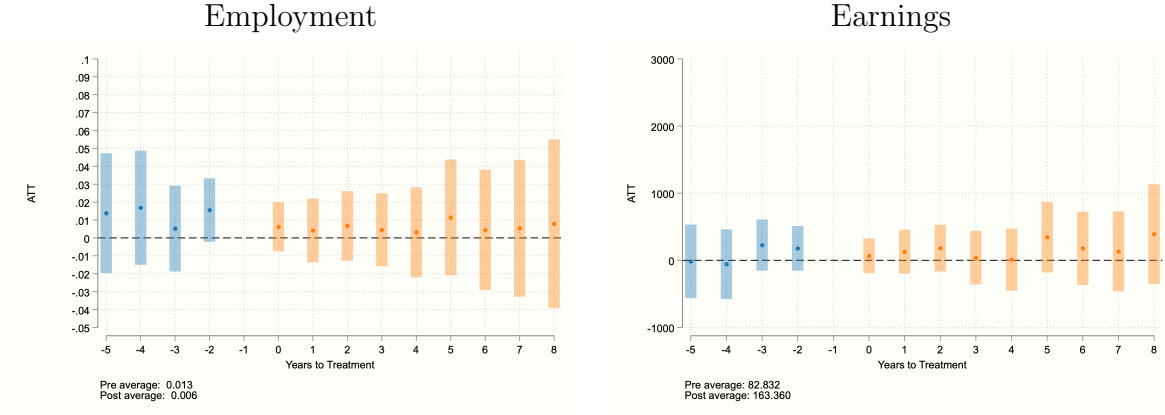 Employment
Earnings
ATT
.1
.09
.08
.07
.06
.05
.04
.03
.02
.01
0
-.01
-.02
-.03
-.04
-.05
-5 -4 -3 -2 -1 0 1 2 3 4 5 6 7 8
Years to Treatment
Pre average: 0.013
Post average: 0.006
ATT
3000
2000
1000
0
-1000
-5 -4 -3 -2 -1 0 1 2 3 4 5 6 7 8
Years to Treatment
Pre average: 82.832
Post average: 163.360